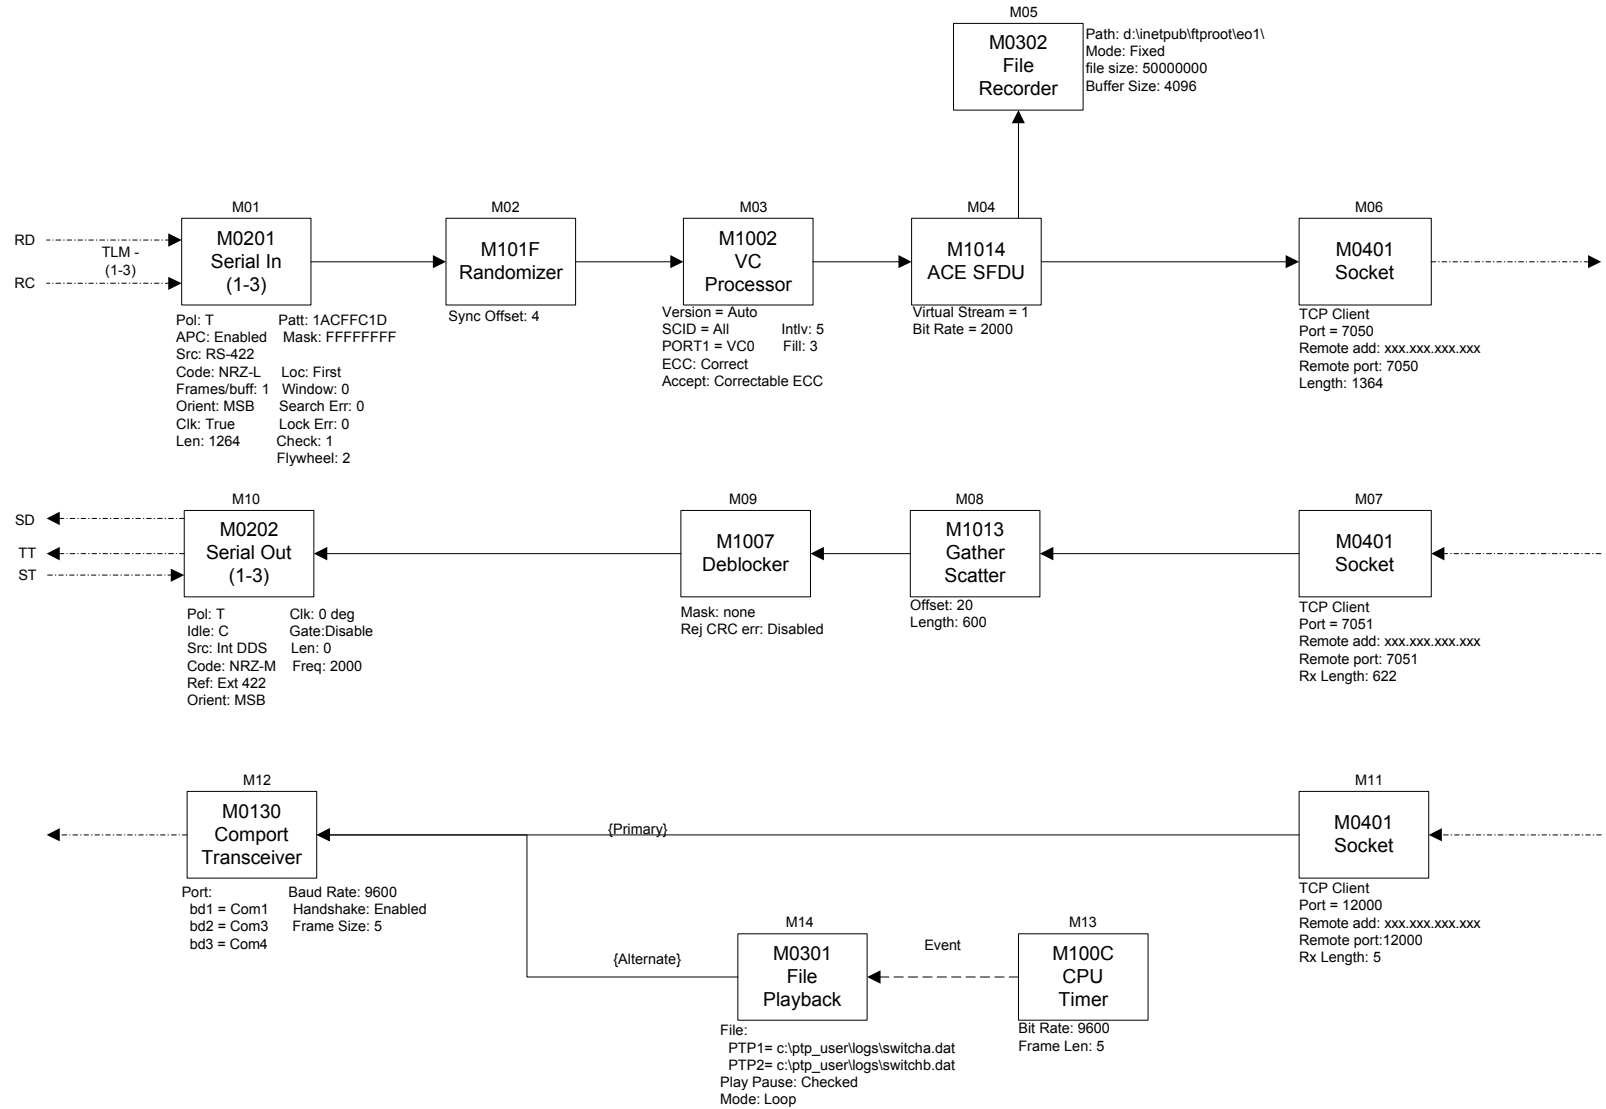 M05
M0302
File
Recorder
Path: d:\inetpub\ftproot\eo1\
Mode: Fixed
file size: 50000000
Buffer Size: 4096
RD
RC
TLM -
(1-3)
M01
M0201
Serial In
(1-3)
Pol: T Patt: 1ACFFC1D
APC: Enabled Mask: FFFFFFFF
Src: RS-422
Code: NRZ-L Loc: First
Frames/buff: 1 Window: 0
Orient: MSB Search Err: 0
Clk: True Lock Err: 0
Len: 1264 Check: 1
Flywheel: 2
M02
M101F
Randomizer
Sync Offset: 4
M03
M1002
VC
Processor
Version = Auto
SCID = All Intlv: 5
PORT1 = VC0 Fill: 3
ECC: Correct
Accept: Correctable ECC
M04
M1014
ACE SFDU
Virtual Stream = 1
Bit Rate = 2000
M06
M0401
Socket
TCP Client
Port = 7050
Remote add: xxx.xxx.xxx.xxx
Remote port: 7050
Length: 1364
SD
TT
ST
M10
M0202
Serial Out
(1-3)
Pol: T Clk: 0 deg
Idle: C Gate:Disable
Src: Int DDS Len: 0
Code: NRZ-M Freq: 2000
Ref: Ext 422
Orient: MSB
M09
M1007
Deblocker
Mask: none
Rej CRC err: Disabled
M08
M1013
Gather
Scatter
Offset: 20
Length: 600
M07
M0401
Socket
TCP Client
Port = 7051
Remote add: xxx.xxx.xxx.xxx
Remote port: 7051
Rx Length: 622
M12
M0130
Comport
Transceiver
Port: Baud Rate: 9600
bd1 = Com1 Handshake: Enabled
bd2 = Com3 Frame Size: 5
bd3 = Com4
{Primary}
{Alternate}
M14
M0301
File
Playback
File:
PTP1= c:\ptp_user\logs\switcha.dat
PTP2= c:\ptp_user\logs\switchb.dat
Play Pause: Checked
Mode: Loop
Event
M13
M100C
CPU
Timer
Bit Rate: 9600
Frame Len: 5
M11
M0401
Socket
TCP Client
Port = 12000
Remote add: xxx.xxx.xxx.xxx
Remote port:12000
Rx Length: 5